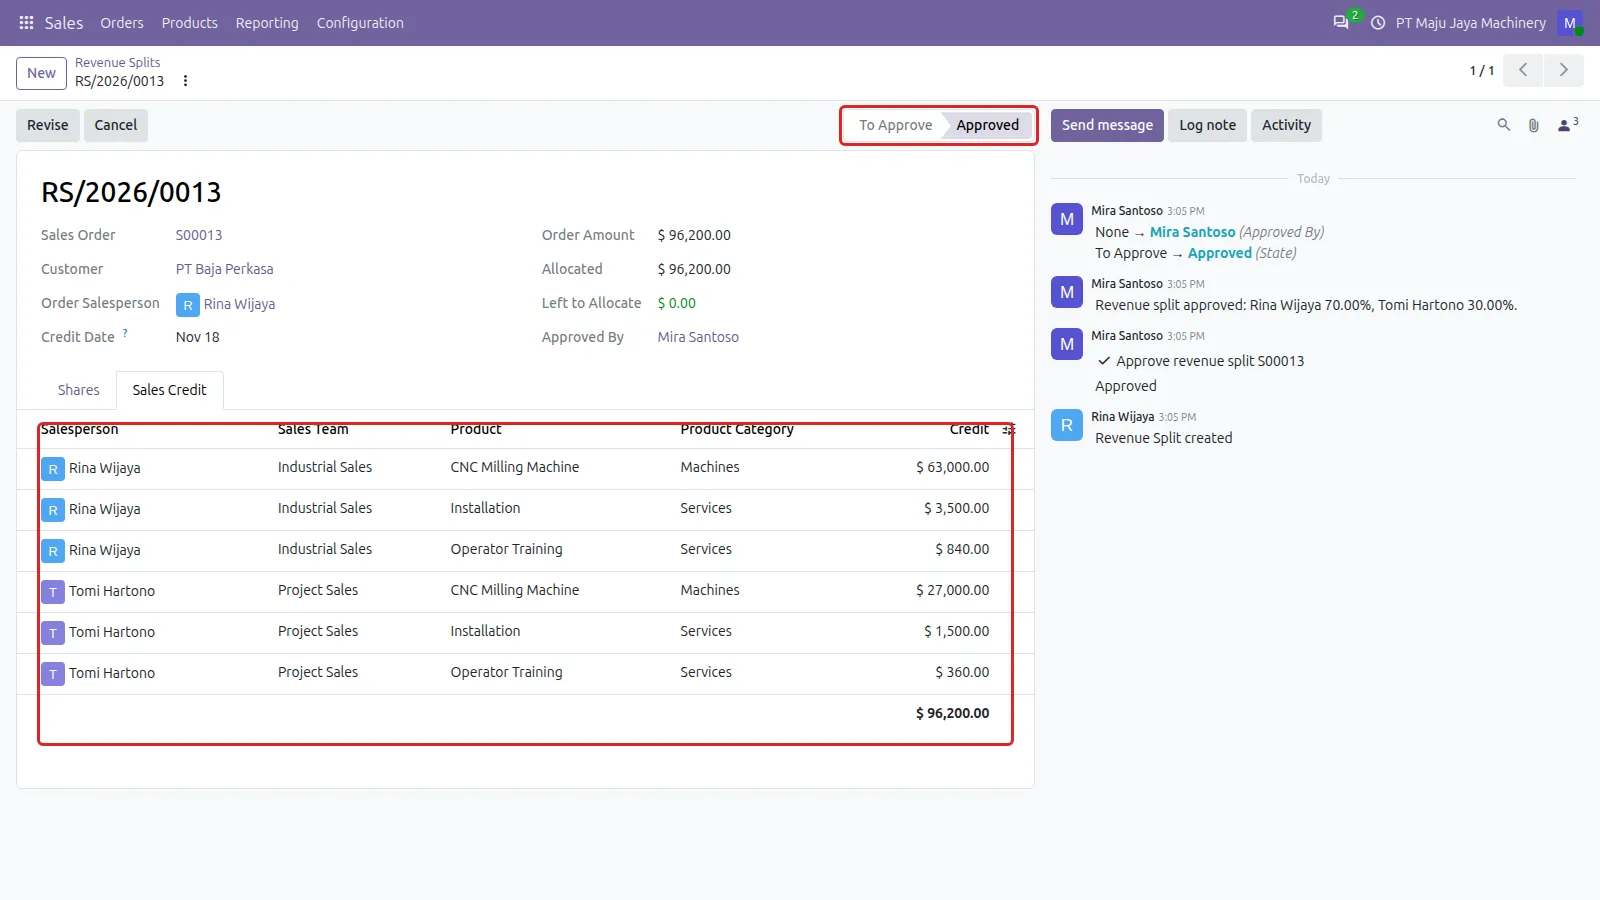 Sales Orders Products Reporting Configuration 2 PT Maju Jaya Machinery M
New Revenue Splits
RS/2026/0013 1 / 1
Revise Cancel To Approve Approved Send message Log note Activity 3
RS/2026/0013
Sales Order S00013 Order Amount $ 96,200.00
Customer PT Baja Perkasa Allocated $ 96,200.00
Order Salesperson R Rina Wijaya Left to Allocate $ 0.00
Credit Date ? Nov 18 Approved By Mira Santoso
Shares Sales Credit
Salesperson Sales Team Product Product Category Credit
R Rina Wijaya Industrial Sales CNC Milling Machine Machines $ 63,000.00
R Rina Wijaya Industrial Sales Installation Services $ 3,500.00
R Rina Wijaya Industrial Sales Operator Training Services $ 840.00
T Tomi Hartono Project Sales CNC Milling Machine Machines $ 27,000.00
T Tomi Hartono Project Sales Installation Services $ 1,500.00
T Tomi Hartono Project Sales Operator Training Services $ 360.00
$ 96,200.00
Today
M Mira Santoso 3:05 PM
None → Mira Santoso (Approved By)
To Approve → Approved (State)
M Mira Santoso 3:05 PM
Revenue split approved: Rina Wijaya 70.00%, Tomi Hartono 30.00%.
M Mira Santoso 3:05 PM
✓ Approve revenue split S00013
Approved
R Rina Wijaya 3:05 PM
Revenue Split created